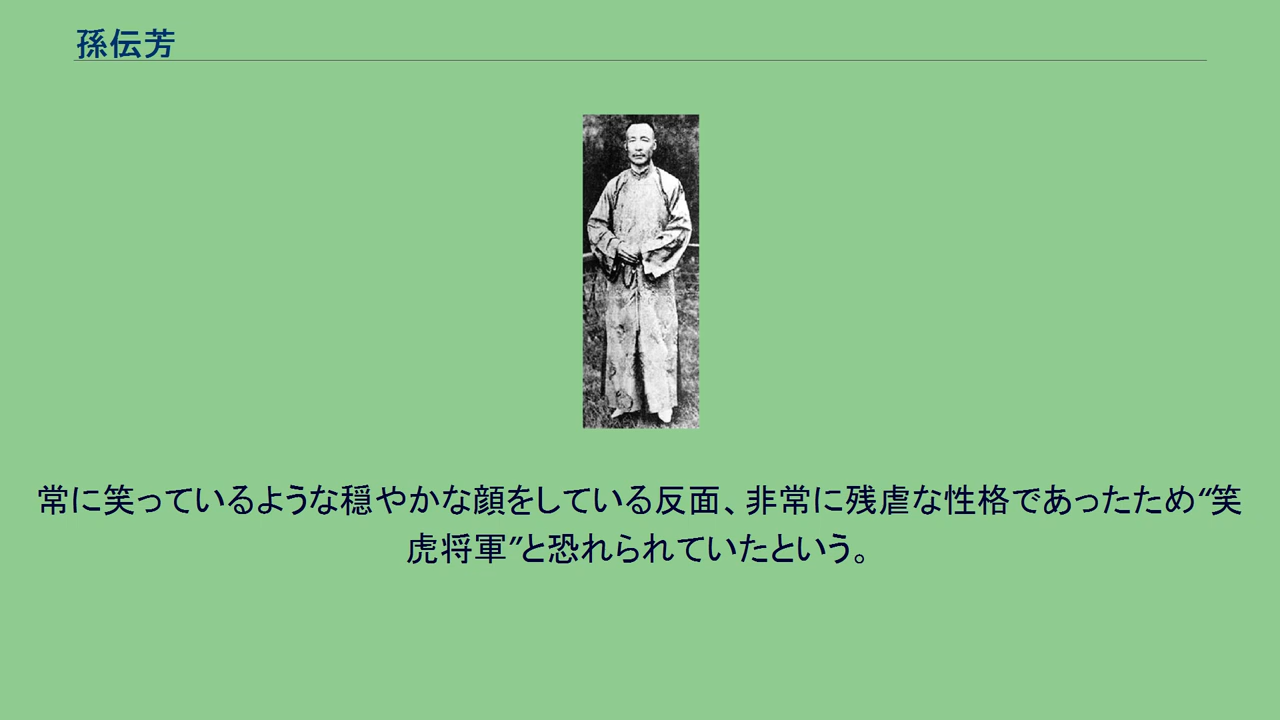 孫伝芳
常に笑っているような穏やかな顔をしている反面、非常に残虐な性格であったため“笑
虎将軍”と恐れられていたという。